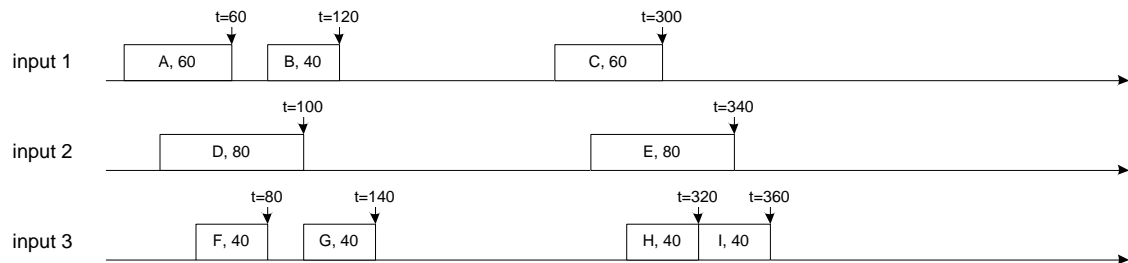 t=60 t=120 t=300
input 1 A, 60 B, 40 C, 60
t=100 t=340
input 2 D, 80 E, 80
t=80 t=140 t=320 t=360
input 3 F, 40 G, 40 H, 40 I, 40